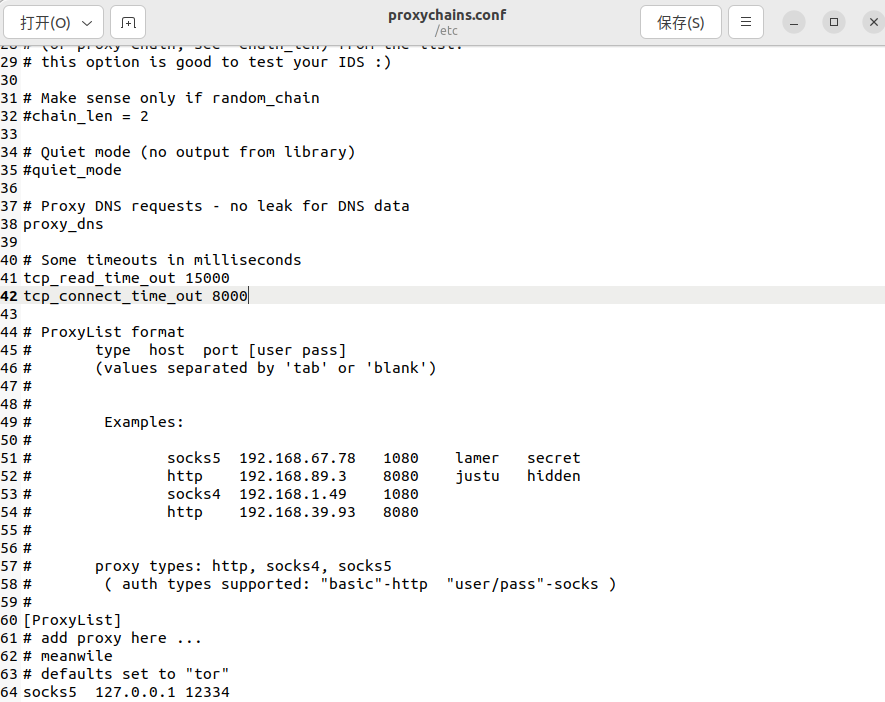 打开(O)
proxychains.conf
/etc
保存(S)
28 # (or proxy chain, see  chain_len) from the list.
29 # this option is good to test your IDS :)
30
31 # Make sense only if random_chain
32 #chain_len = 2
33
34 # Quiet mode (no output from library)
35 #quiet_mode
36
37 # Proxy DNS requests - no leak for DNS data
38 proxy_dns
39
40 # Some timeouts in milliseconds
41 tcp_read_time_out 15000
42 tcp_connect_time_out 8000
43
44 # ProxyList format
45 #       type  host  port [user pass]
46 #       (values separated by 'tab' or 'blank')
47 #
48 #
49 #        Examples:
50 #
51 #               socks5  192.168.67.78   1080    lamer   secret
52 #               http    192.168.89.3    8080    justu   hidden
53 #               socks4  192.168.1.49    1080
54 #               http    192.168.39.93   8080
55 #
56 #
57 #       proxy types: http, socks4, socks5
58 #        ( auth types supported: "basic"-http  "user/pass"-socks )
59 #
60 [ProxyList]
61 # add proxy here ...
62 # meanwile
63 # defaults set to "tor"
64 socks5  127.0.0.1 12334